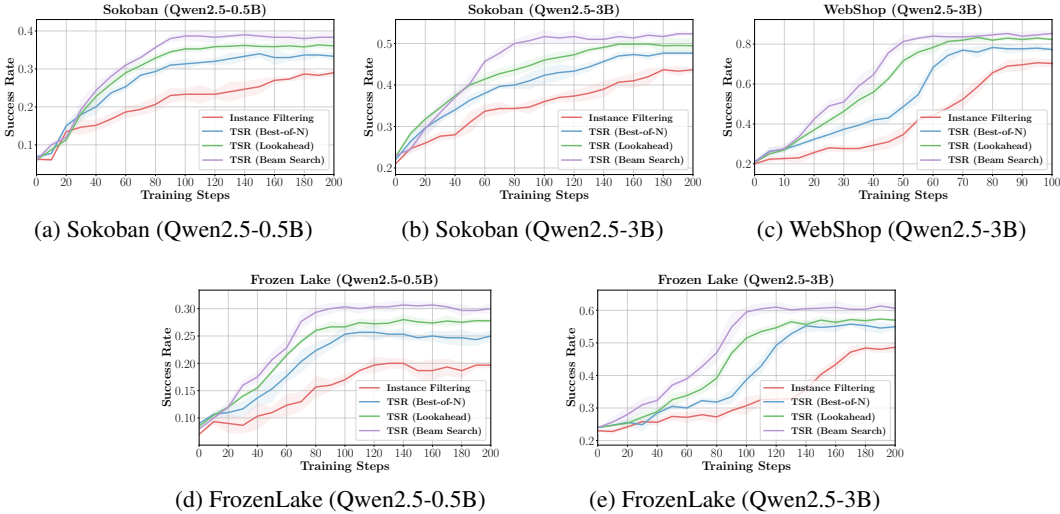 Sokoban (Qwen2.5-0.5B)
Success Rate
0.4
0.3
0.2
0.1
0 20 40 60 80 100 120 140 160 180 200
Training Steps
Instance Filtering
TSR (Best-of-N)
TSR (Lookahead)
TSR (Beam Search)
(a) Sokoban (Qwen2.5-0.5B)
Sokoban (Qwen2.5-3B)
Success Rate
0.5
0.4
0.3
0.2
0 20 40 60 80 100 120 140 160 180 200
Training Steps
Instance Filtering
TSR (Best-of-N)
TSR (Lookahead)
TSR (Beam Search)
(b) Sokoban (Qwen2.5-3B)
WebShop (Qwen2.5-3B)
Success Rate
0.8
0.6
0.4
0.2
0 10 20 30 40 50 60 70 80 90 100
Training Steps
Instance Filtering
TSR (Best-of-N)
TSR (Lookahead)
TSR (Beam Search)
(c) WebShop (Qwen2.5-3B)
Frozen Lake (Qwen2.5-0.5B)
Success Rate
0.30
0.25
0.20
0.15
0.10
0 20 40 60 80 100 120 140 160 180 200
Training Steps
Instance Filtering
TSR (Best-of-N)
TSR (Lookahead)
TSR (Beam Search)
(d) FrozenLake (Qwen2.5-0.5B)
Frozen Lake (Qwen2.5-3B)
Success Rate
0.6
0.5
0.4
0.3
0.2
0 20 40 60 80 100 120 140 160 180 200
Training Steps
Instance Filtering
TSR (Best-of-N)
TSR (Lookahead)
TSR (Beam Search)
(e) FrozenLake (Qwen2.5-3B)